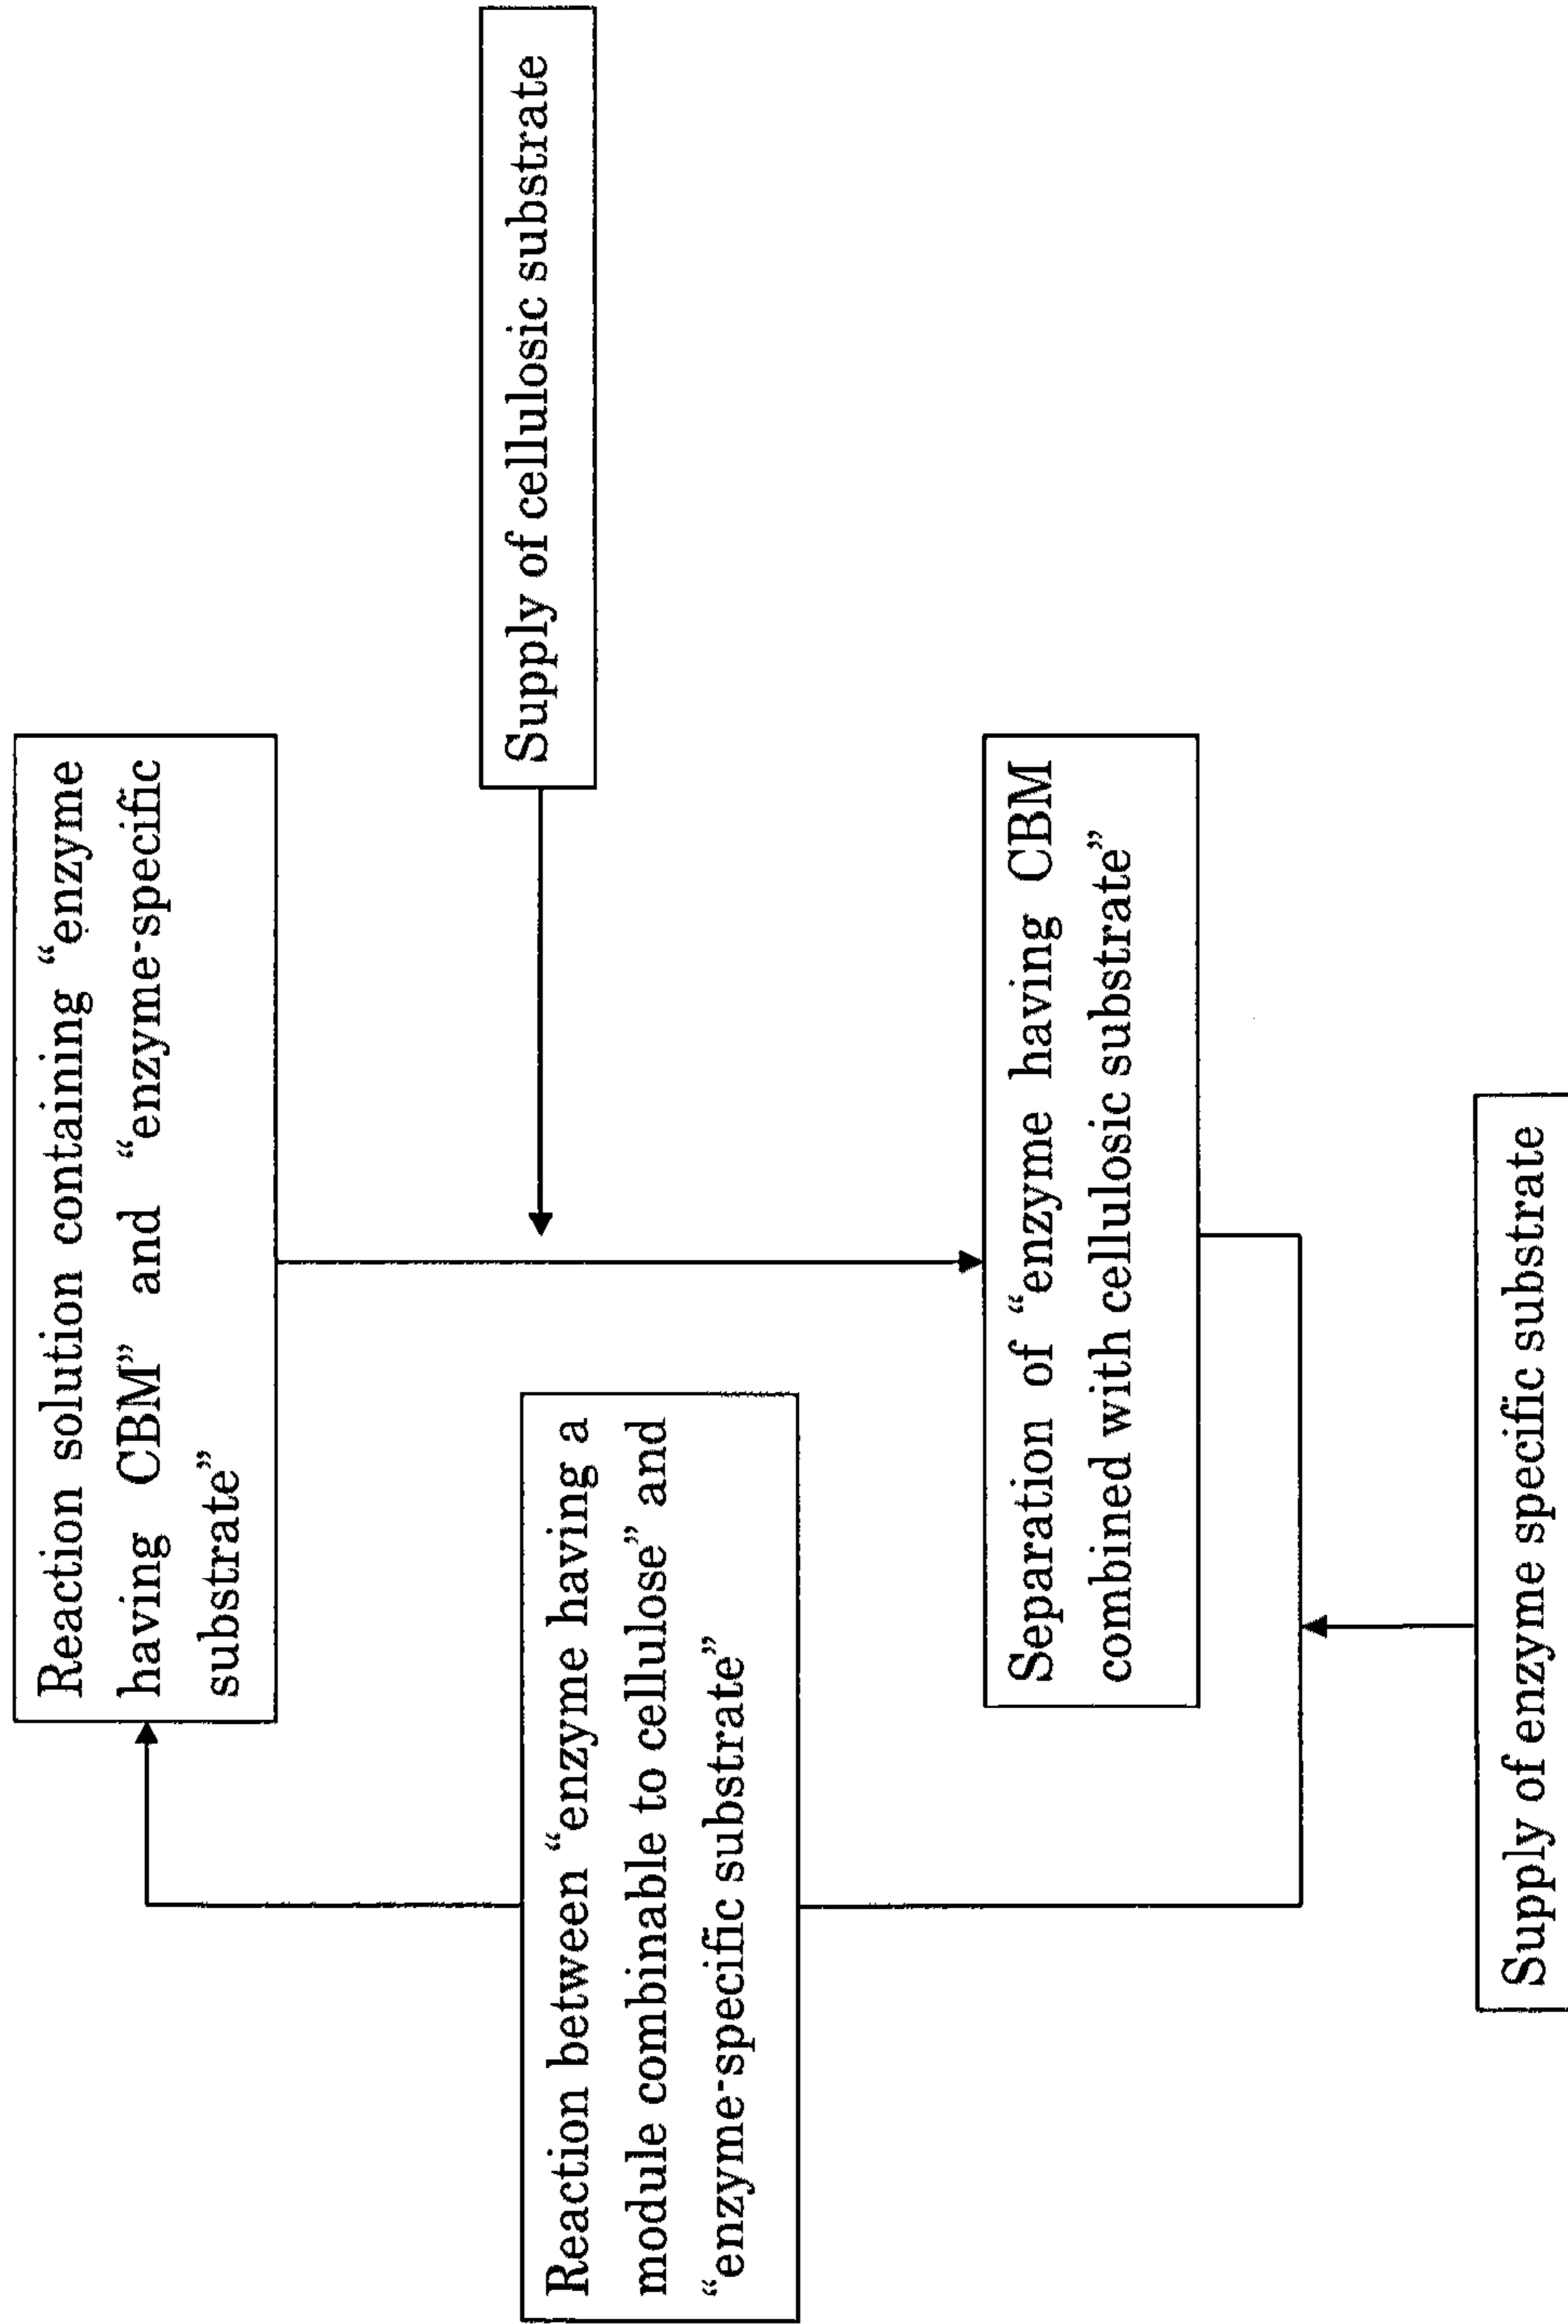 Reaction solution containing “enzyme
having CBM” and “enzyme-specific
substrate”
Supply of cellulosic substrate
Reaction between “enzyme having a
module combinable to cellulose” and
“enzyme-specific substrate”
Separation of “enzyme having CBM
combined with cellulosic substrate”
Supply of enzyme specific substrate